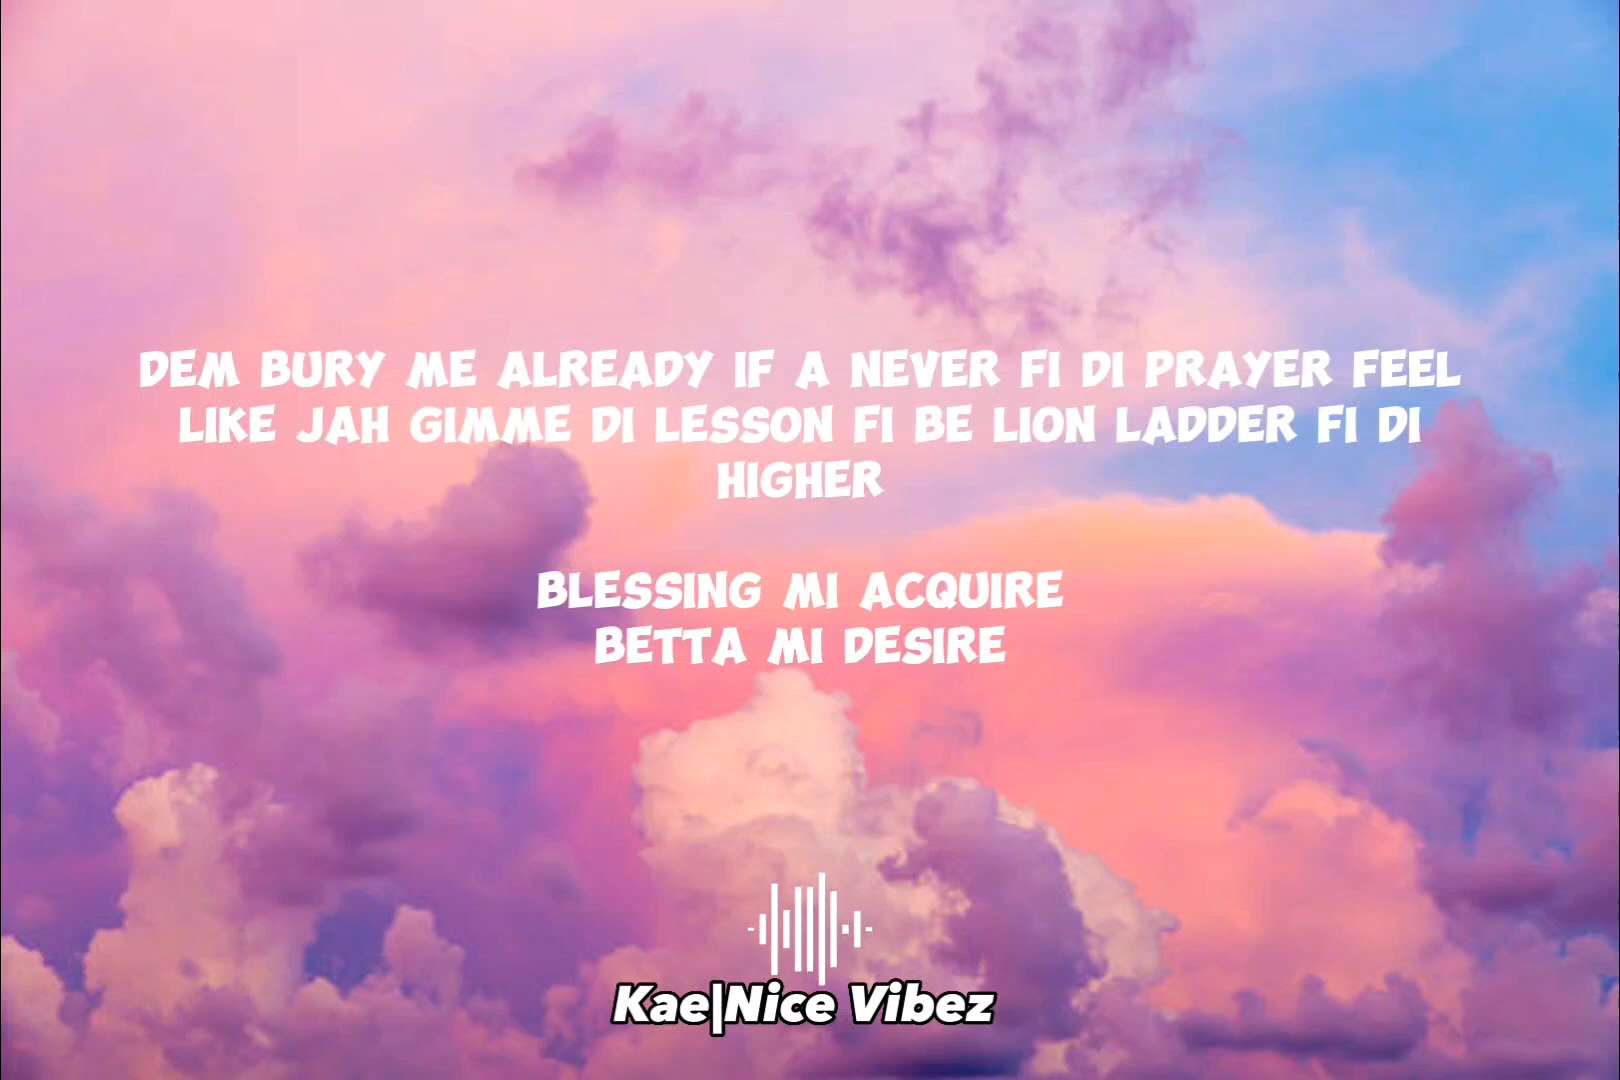 DEM BURY ME ALREADY IF A NEVER FI DI PRAYER FEEL
LIKE JAH GIMME DI LESSON FI BE LION LADDER FI DI
HIGHER
BLESSING MI ACQUIRE
BETTA MI DESIRE
Kae|Nice Vibez